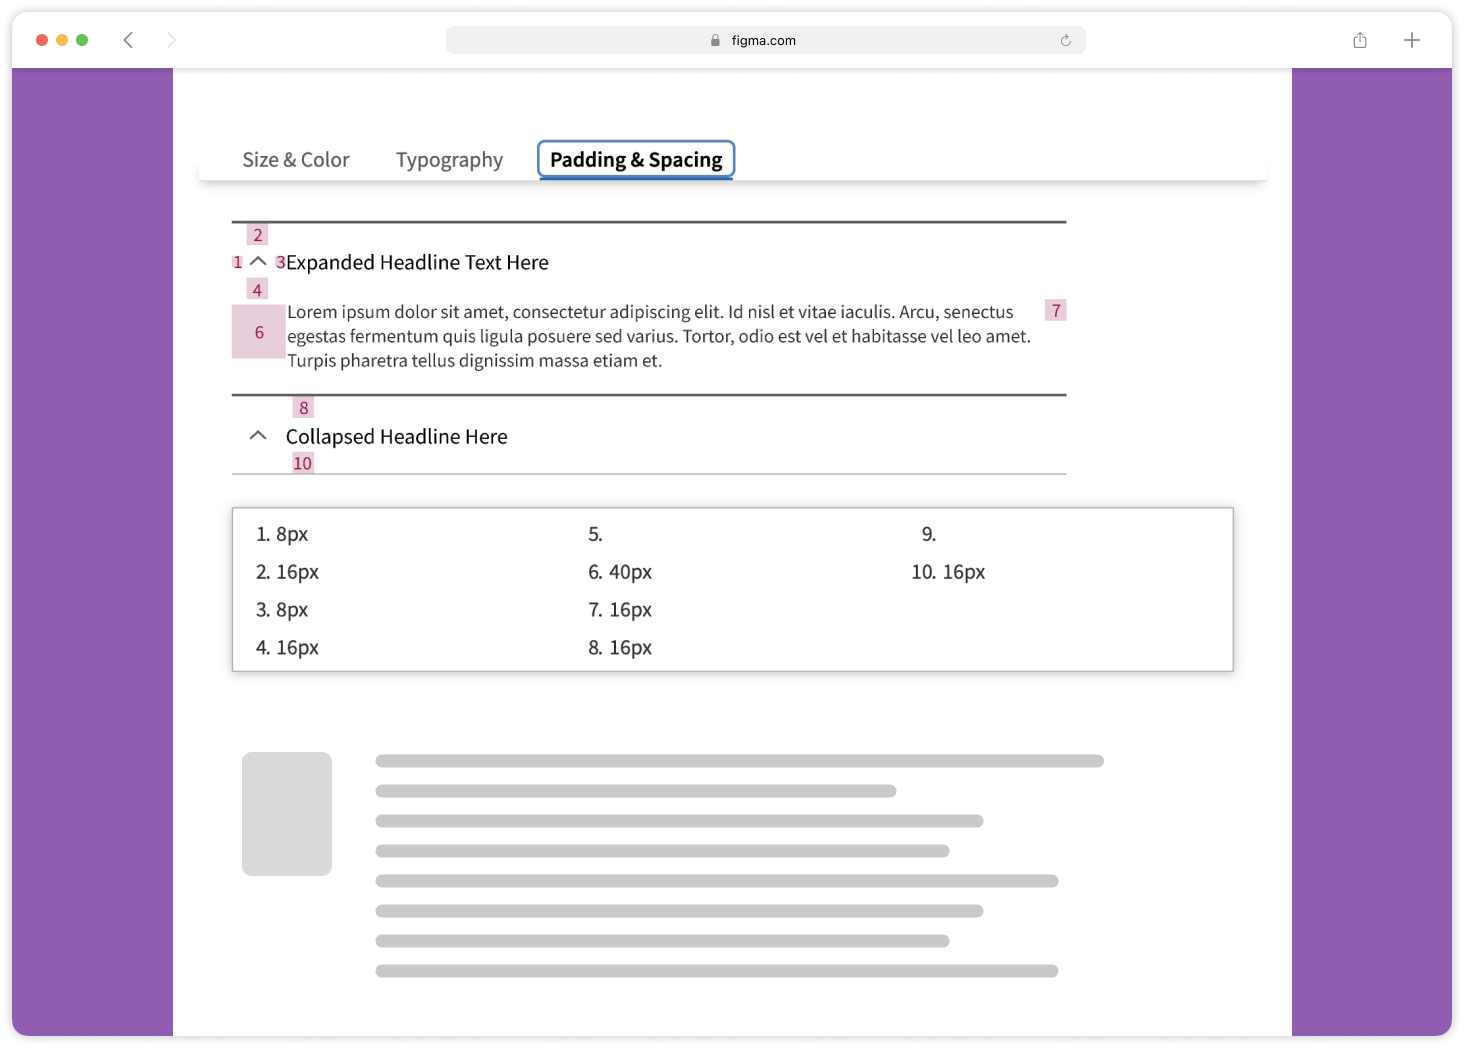 figma.com
Size & Color
Typography
Padding & Spacing
2
1
3
Expanded Headline Text Here
4
Lorem ipsum dolor sit amet, consectetur adipiscing elit. Id nisl et vitae iaculis. Arcu, senectus
7
6
egestas fermentum quis ligula posuere sed varius. Tortor, odio est vel et habitasse vel leo amet.
Turpis pharetra tellus dignissim massa etiam et.
8
Collapsed Headline Here
10
1. 8px
2. 16px
3. 8px
4. 16px
5.
6. 40px
7. 16px
8. 16px
9.
10. 16px